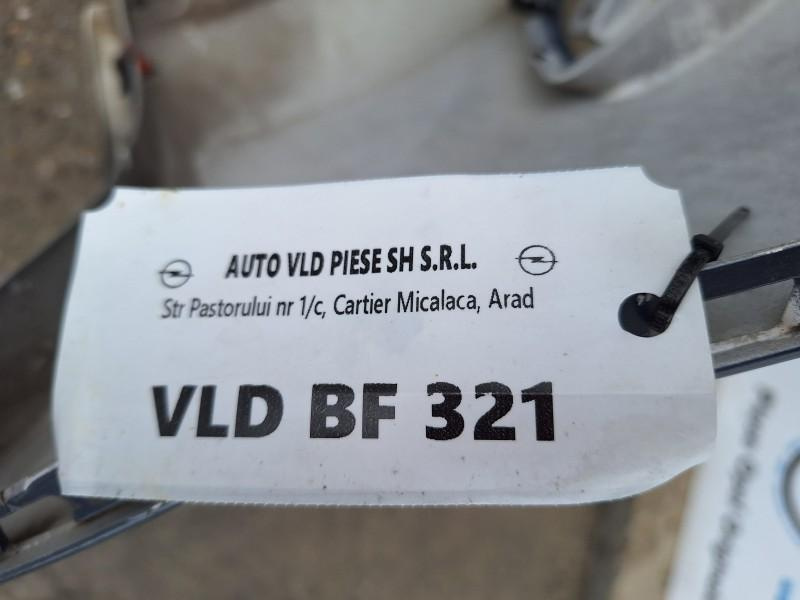 AUTO VLD PIESE SH S.R.L.
Str Pastorului nr 1/c, Cartier Micalaca, Arad
VLD BF 321